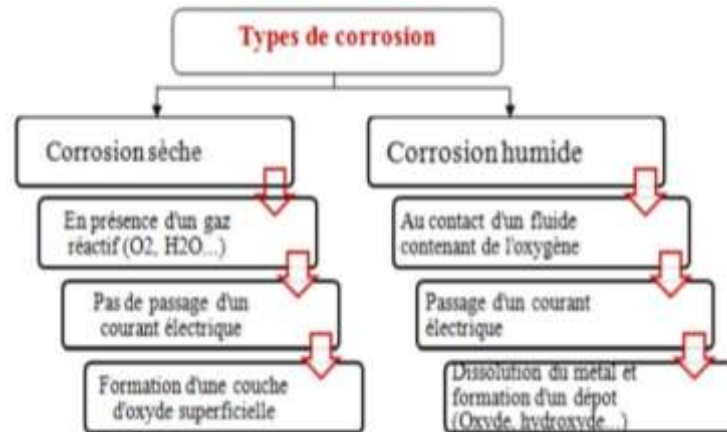 Types de corrosion
Corrosion sèche
En présence d'un gaz
réactif (O2, H2O...)
Pas de passage d'un
courant électrique
Formation d'une couche
d'oxyde superficielle
Corrosion humide
Au contact d'un fluide
contenant de l'oxygène
Passage d'un courant
électrique
Dissolution du métal et
formation d'un dépot
(Oxyde, hydroxyde...)